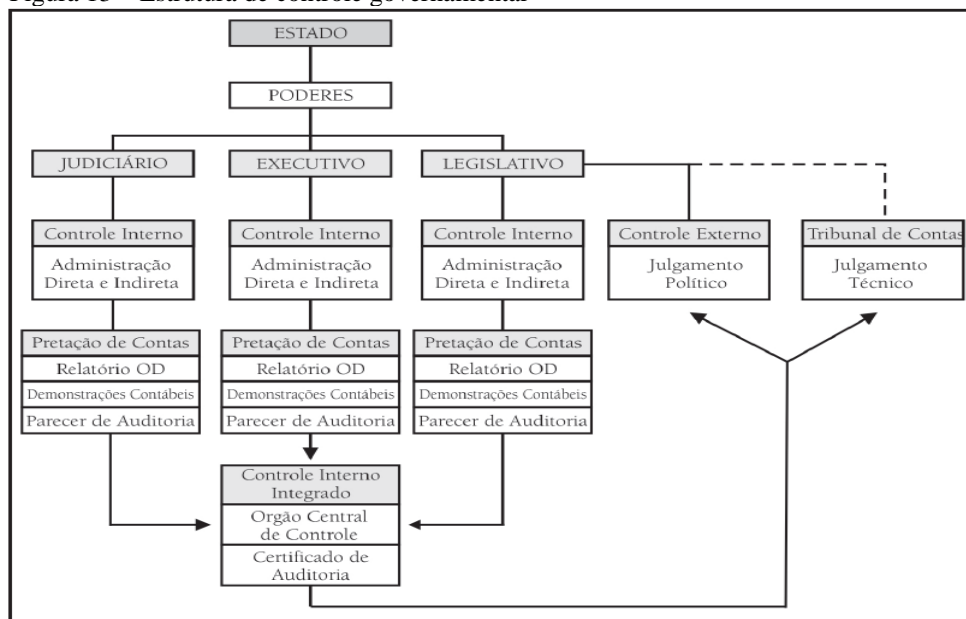 Figura 13 – Estrutura de controle governamental
ESTADO
PODERES
JUDICIÁRIO
EXECUTIVO
LEGISLATIVO
Controle Interno
Administração
Direta e Indireta
Controle Interno
Administração
Direta e Indireta
Controle Interno
Administração
Direta e Indireta
Controle Externo
Julgamento
Político
Tribunal de Contas
Julgamento
Técnico
Pretação de Contas
Relatório OD
Demonstrações Contábeis
Parecer de Auditoria
Pretação de Contas
Relatório OD
Demonstrações Contábeis
Parecer de Auditoria
Pretação de Contas
Relatório OD
Demonstrações Contábeis
Parecer de Auditoria
Controle Interno
Integrado
Orgão Central
de Controle
Certificado de
Auditoria